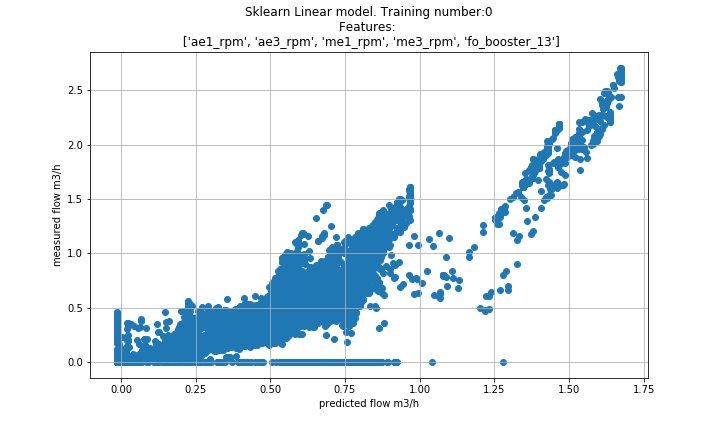 Sklearn Linear model. Training number:0
Features:
['ae1_rpm', 'ae3_rpm', 'me1_rpm', 'me3_rpm', 'fo_booster_13']
2.5
2.0
1.5
1.0
0.5
0.0
measured flow m3/h
0.00 0.25 0.50 0.75 1.00 1.25 1.50 1.75
predicted flow m3/h